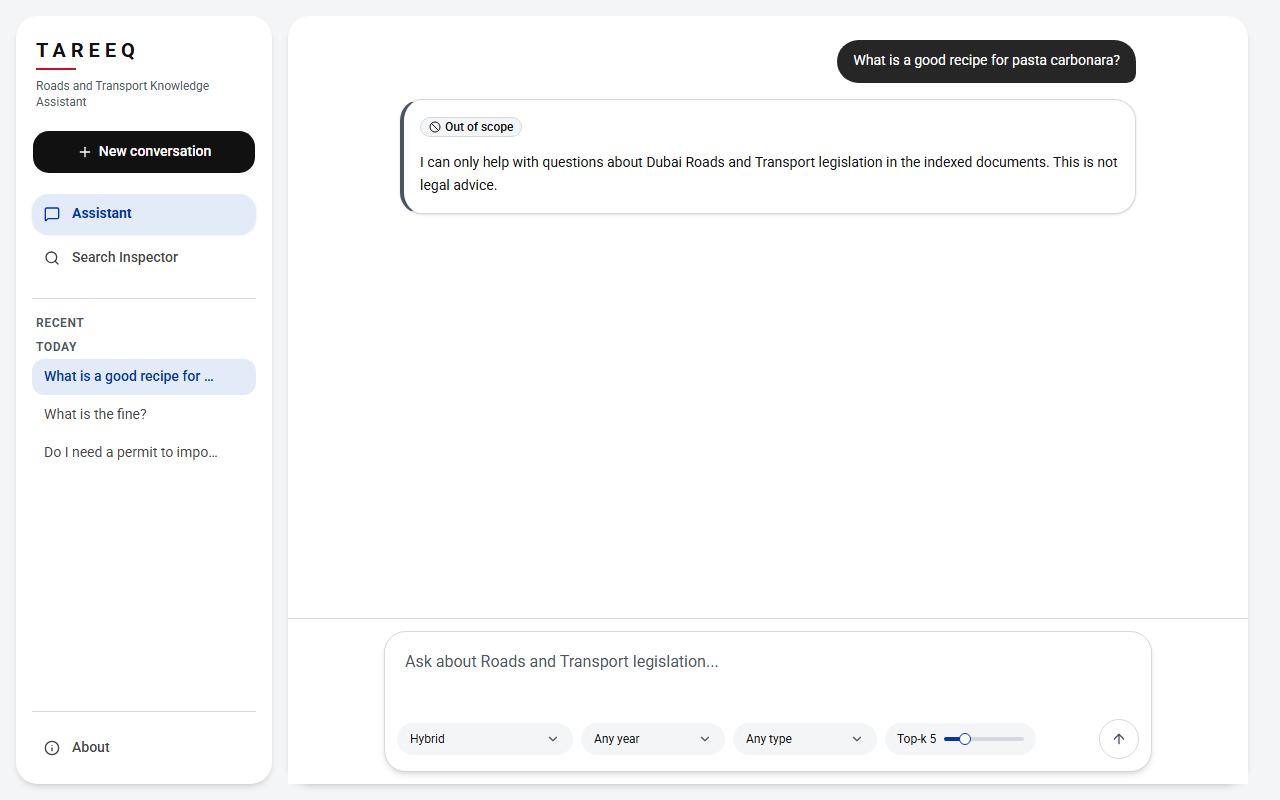 TAREEQ
Roads and Transport Knowledge
Assistant
New conversation
Assistant
Search Inspector
RECENT
TODAY
What is a good recipe for ...
What is the fine?
Do I need a permit to impo...
About
What is a good recipe for pasta carbonara?
Out of scope
I can only help with questions about Dubai Roads and Transport legislation in the indexed documents. This is not
legal advice.
Ask about Roads and Transport legislation...
Hybrid
Any year
Any type
Top-k 5